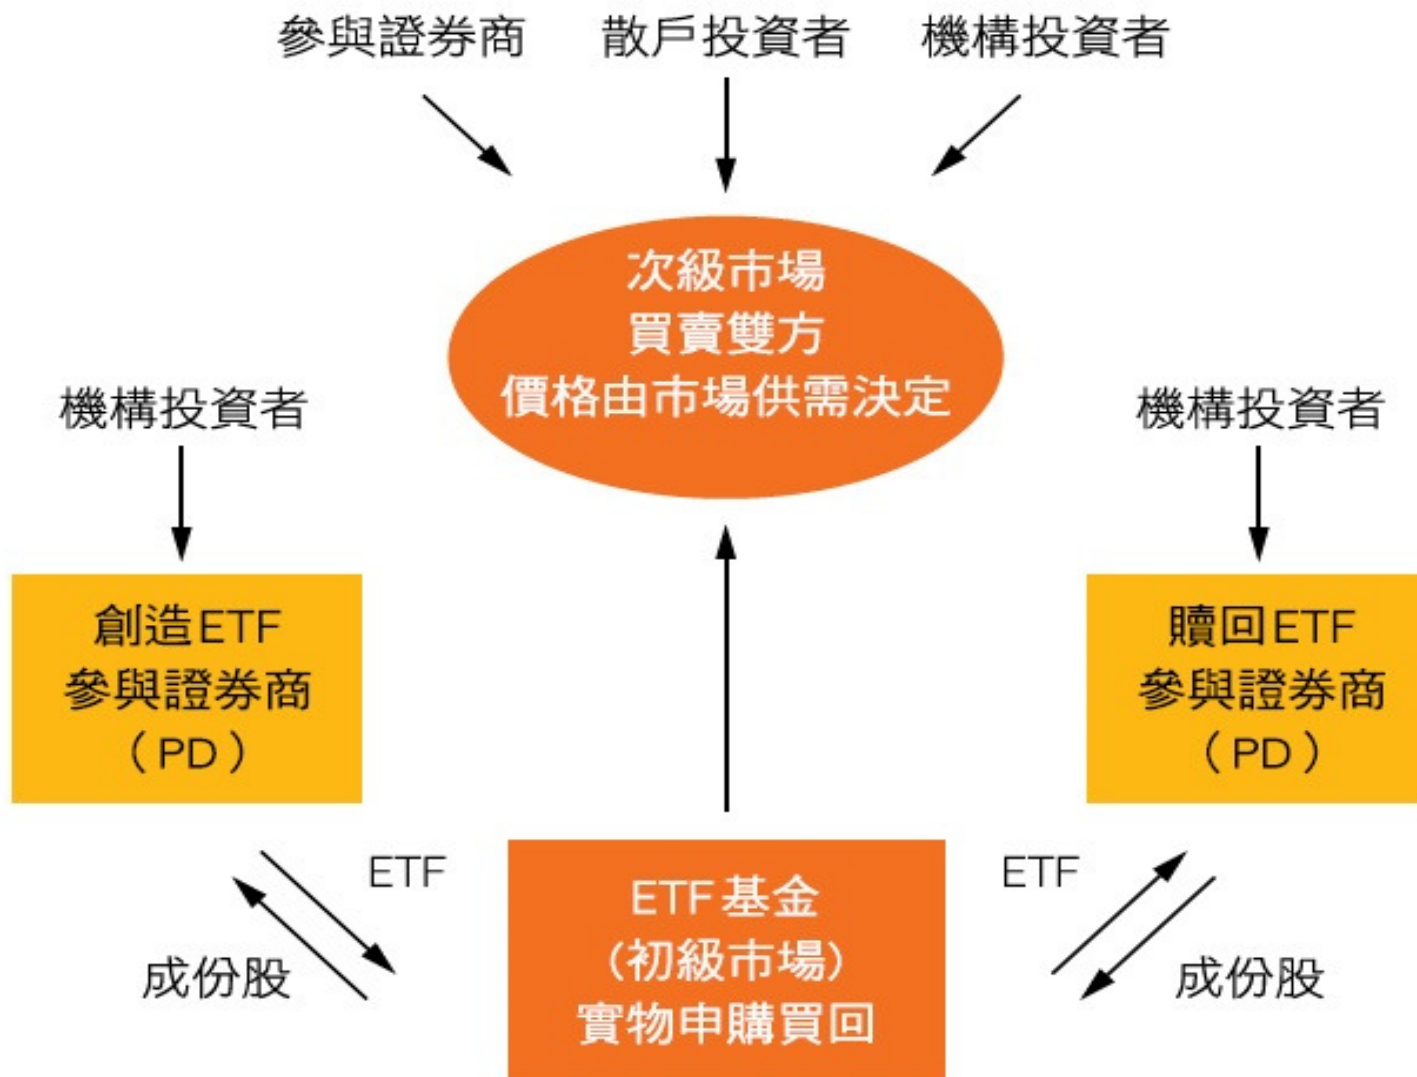 參與證券商
散戶投資者
機構投資者
次級市場
買賣雙方
價格由市場供需決定
機構投資者
機構投資者
創造ETF
參與證券商
（PD）
贖回ETF
參與證券商
（PD）
ETF
成份股
ETF基金
(初級市場)
實物申購買回
ETF
成份股